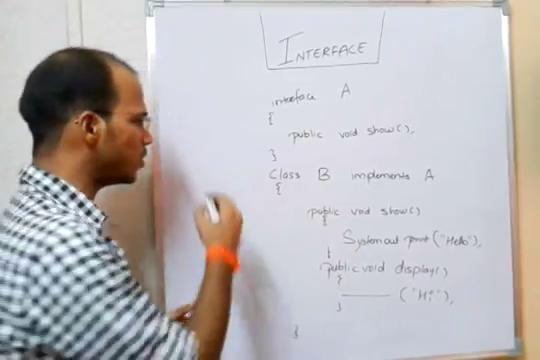 INTERFACE
interface A
{
public void show();
}
Class B implements A
{
public void show()
{
System out print ("Hello");
}
public void display()
{
("Hi");
}
}